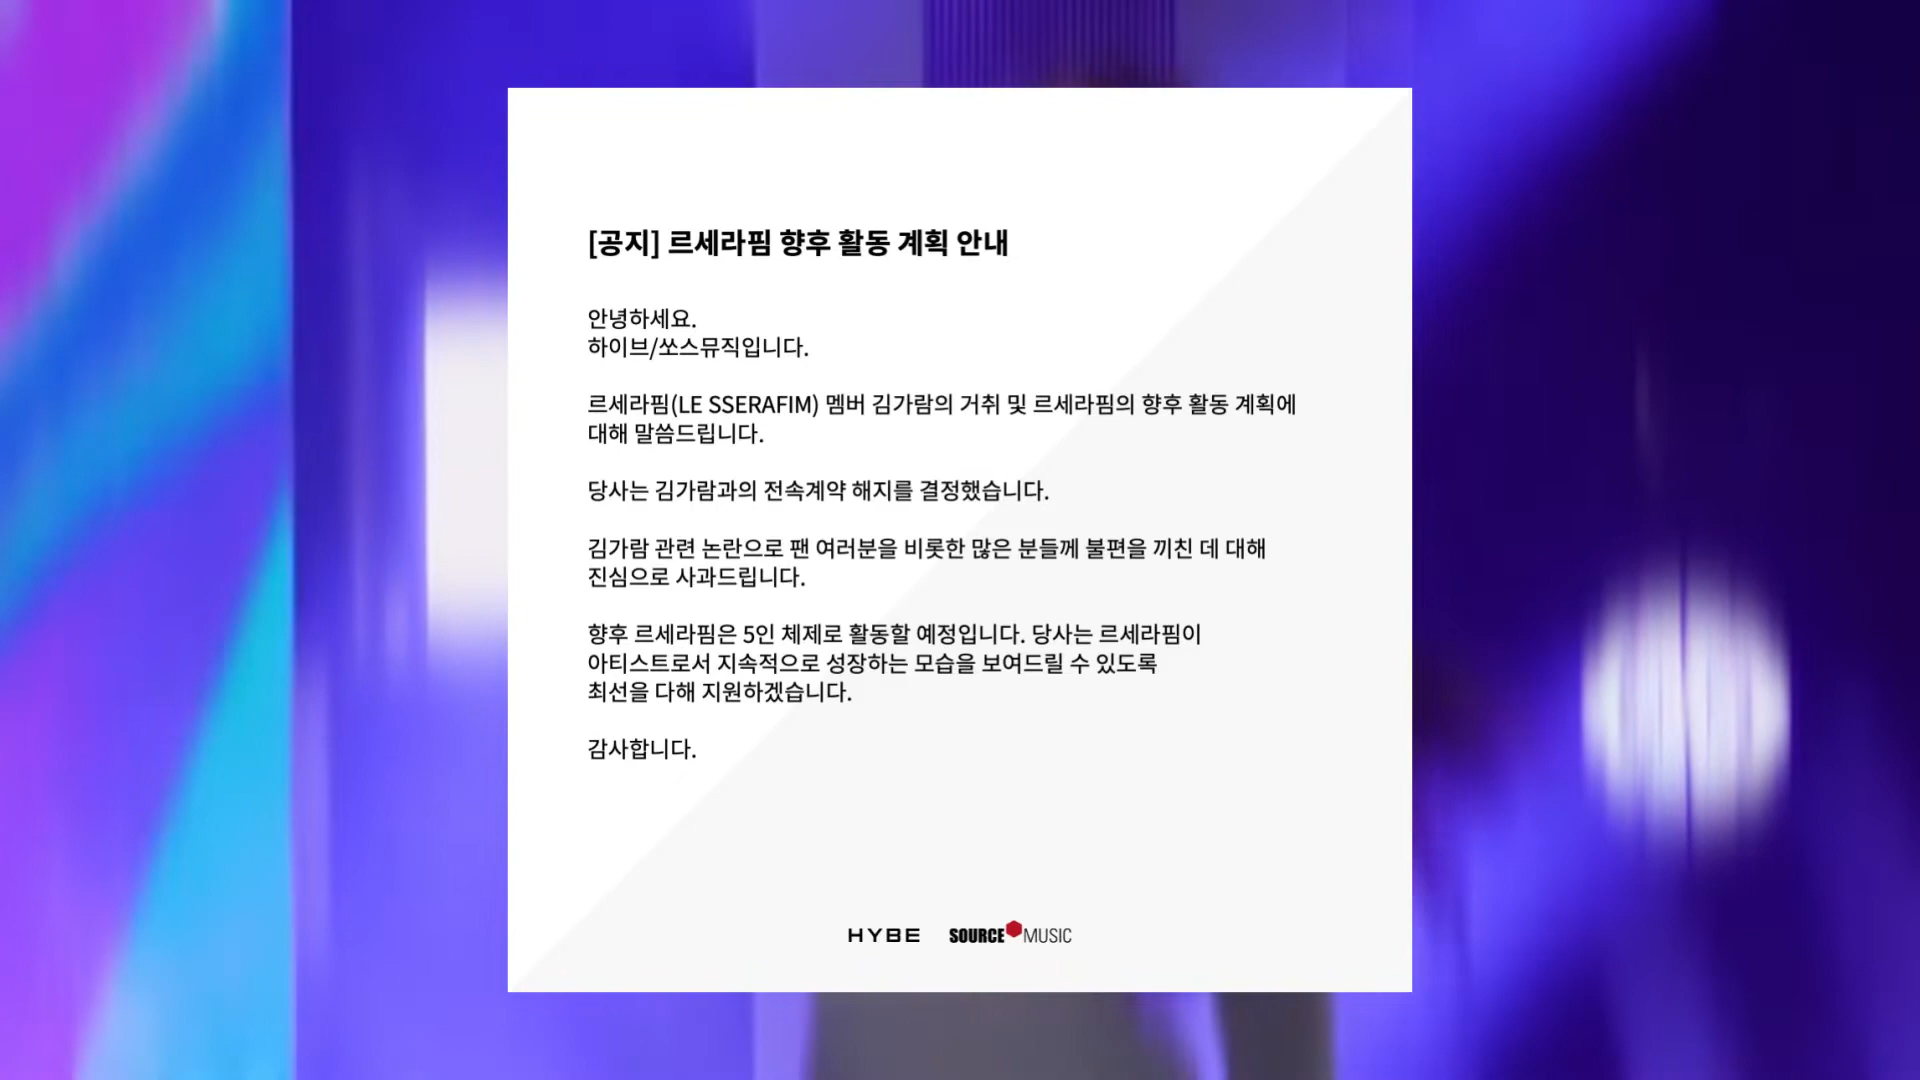 [공지] 르세라핌 향후 활동 계획 안내
안녕하세요.
하이브/쏘스뮤직입니다.
르세라핌(LE SSERAFIM) 멤버 김가람의 거취 및 르세라핌의 향후 활동 계획에
대해 말씀드립니다.
당사는 김가람과의 전속계약 해지를 결정했습니다.
김가람 관련 논란으로 팬 여러분을 비롯한 많은 분들께 불편을 끼친 데 대해
진심으로 사과드립니다.
향후 르세라핌은 5인 체제로 활동할 예정입니다. 당사는 르세라핌이
아티스트로서 지속적으로 성장하는 모습을 보여드릴 수 있도록
최선을 다해 지원하겠습니다.
감사합니다.
HYBE SOURCE MUSIC